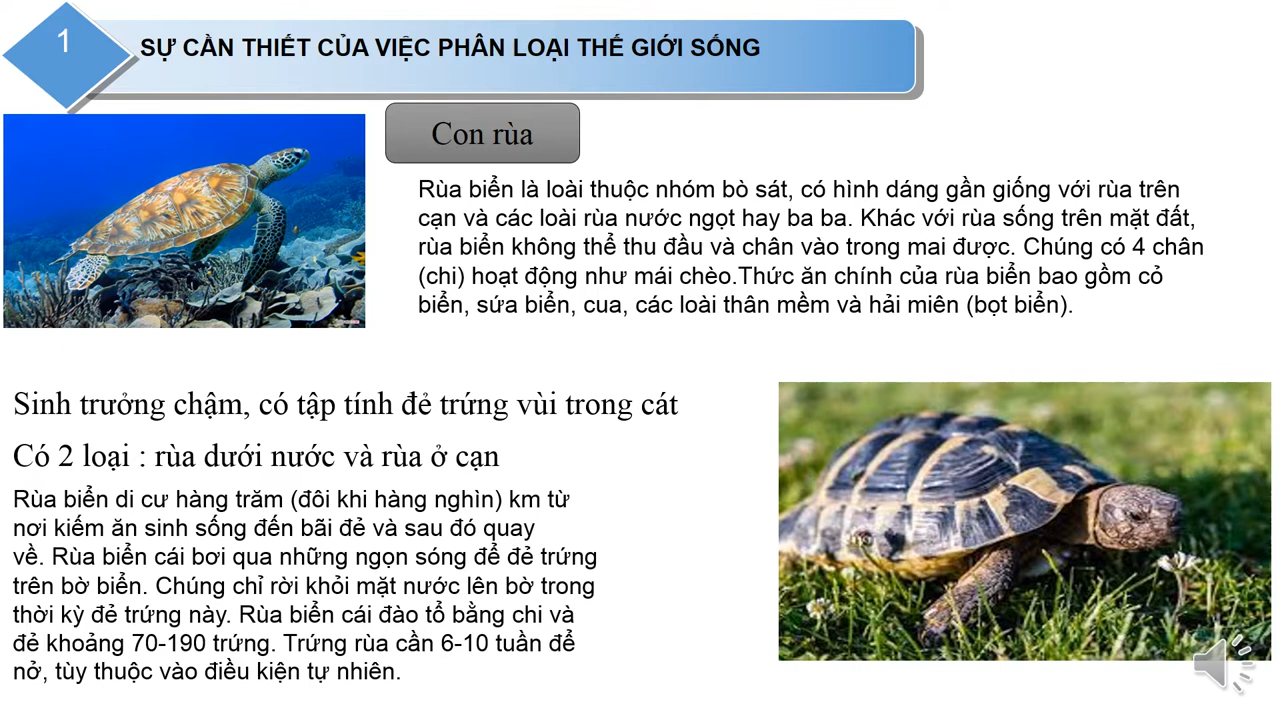 1
SỰ CẦN THIẾT CỦA VIỆC PHÂN LOẠI THẾ GIỚI SỐNG
Con rùa
Rùa biển là loài thuộc nhóm bò sát, có hình dáng gần giống với rùa trên
cạn và các loài rùa nước ngọt hay ba ba. Khác với rùa sống trên mặt đất,
rùa biển không thể thu đầu và chân vào trong mai được. Chúng có 4 chân
(chi) hoạt động như mái chèo.Thức ăn chính của rùa biển bao gồm cỏ
biển, sứa biển, cua, các loài thân mềm và hải miên (bọt biển).
Sinh trưởng chậm, có tập tính đẻ trứng vùi trong cát
Có 2 loại : rùa dưới nước và rùa ở cạn
Rùa biển di cư hàng trăm (đôi khi hàng nghìn) km từ
nơi kiếm ăn sinh sống đến bãi đẻ và sau đó quay
về. Rùa biển cái bơi qua những ngọn sóng để đẻ trứng
trên bờ biển. Chúng chỉ rời khỏi mặt nước lên bờ trong
thời kỳ đẻ trứng này. Rùa biển cái đào tổ bằng chi và
đẻ khoảng 70-190 trứng. Trứng rùa cần 6-10 tuần để
nở, tùy thuộc vào điều kiện tự nhiên.